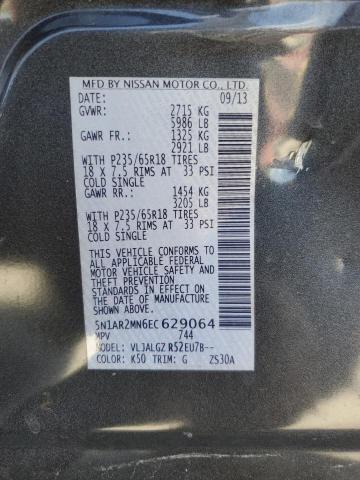 MFD BY NISSAN MOTOR CO., LTD.
DATE: 09/13
GVWR: 2715 KG
5986 LB
GAWR FR: 1325 KG
2921 LB
WITH P235/65R18 TIRES
18 X 7.5 RIMS AT 33 PSI
COLD SINGLE
GAWR RR: 1454 KG
3205 LB
WITH P235/65R18 TIRES
18 X 7.5 RIMS AT 33 PSI
COLD SINGLE
THIS VEHICLE CONFORMS TO
ALL APPLICABLE FEDERAL
MOTOR VEHICLE SAFETY
AND THEFT PREVENTION
STANDARDS IN EFFECT ON
THE DATE OF MANUFACTURE
SHOWN ABOVE.
5N1AR2MN6EC629064
MPV 744
MODEL: VLJALGZ R52EU7B--
COLOR: K50 TRIM: G ZS30A